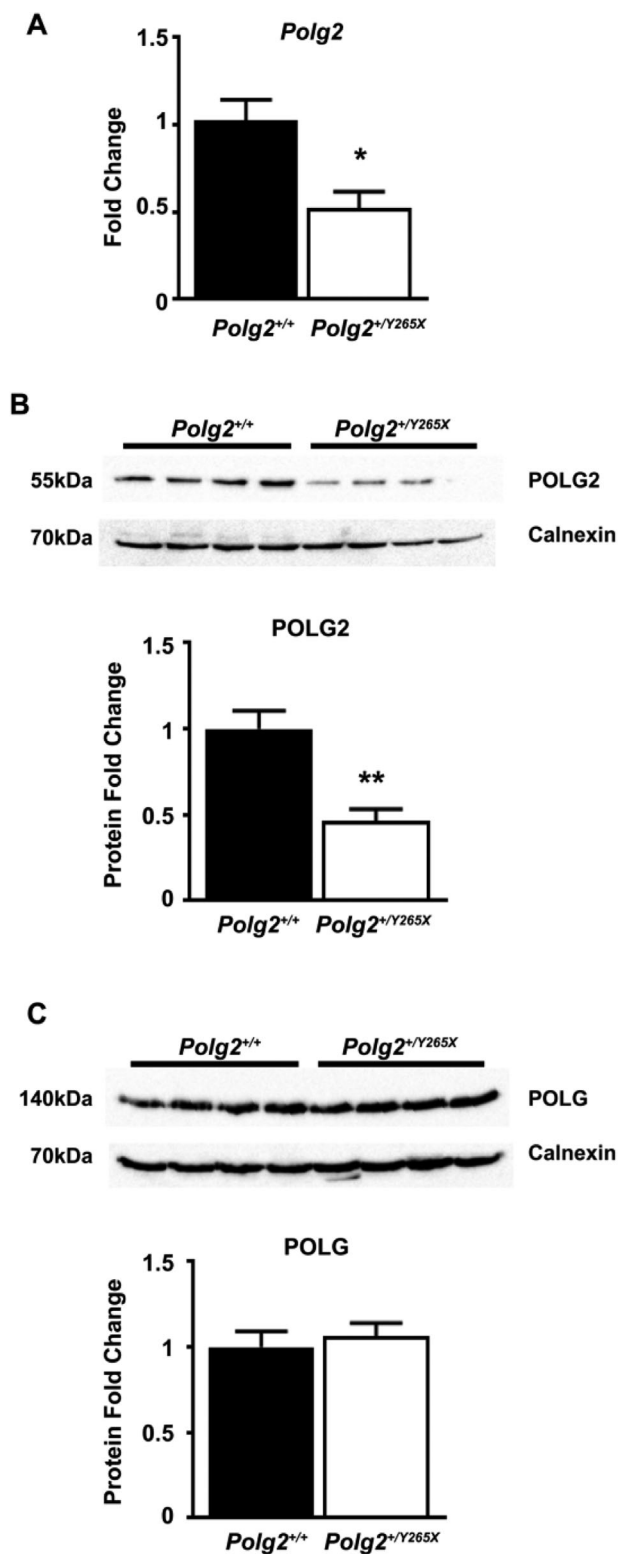 A
Polg2
1.5
1
0.5
0
Fold Change
*
Polg2+/+ Polg2+/Y265X
B
Polg2+/+ Polg2+/Y265X
55kDa POLG2
70kDa Calnexin
POLG2
1.5
1
0.5
0
Protein Fold Change
**
Polg2+/+ Polg2+/Y265X
C
Polg2+/+ Polg2+/Y265X
140kDa POLG
70kDa Calnexin
POLG
1.5
1
0.5
0
Protein Fold Change
Polg2+/+ Polg2+/Y265X